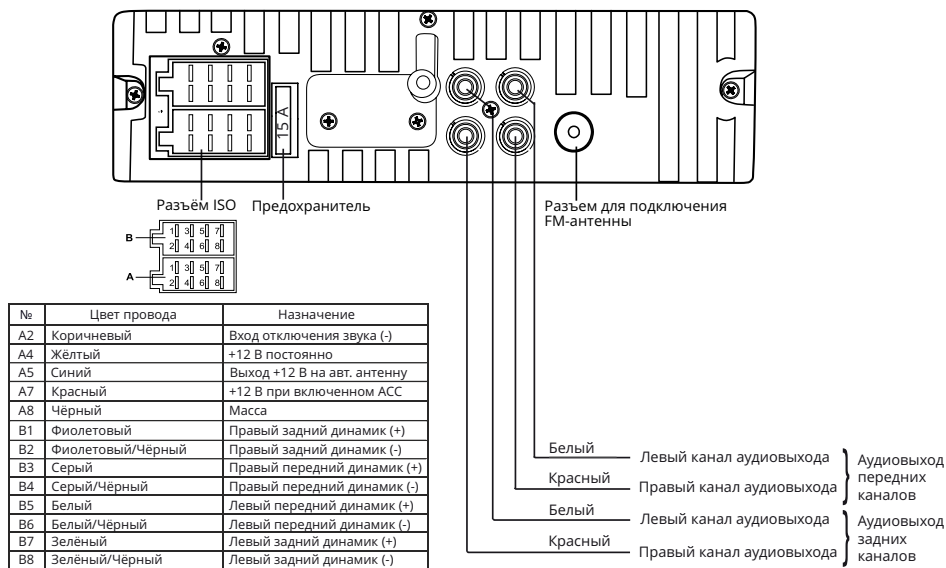 15 A
Разъём ISO
Предохранитель
Разъем для подключения
FM-антенны
B
1 3 5 7
2 4 6 8
A
1 3 5 7
2 4 6 8
№ Цвет провода Назначение
A2 Коричневый Вход отключения звука (-)
A4 Жёлтый +12 В постоянно
A5 Синий Выход +12 В на авт. антенну
A7 Красный +12 В при включенном ACC
A8 Чёрный Масса
B1 Фиолетовый Правый задний динамик (+)
B2 Фиолетовый/Чёрный Правый задний динамик (-)
B3 Серый Правый передний динамик (+)
B4 Серый/Чёрный Правый передний динамик (-)
B5 Белый Левый передний динамик (+)
B6 Белый/Чёрный Левый передний динамик (-)
B7 Зелёный Левый задний динамик (+)
B8 Зелёный/Чёрный Левый задний динамик (-)
Белый Левый канал аудиовыхода
Красный Правый канал аудиовыхода
Аудиовыход
передних
каналов
Белый Левый канал аудиовыхода
Красный Правый канал аудиовыхода
Аудиовыход
задних
каналов